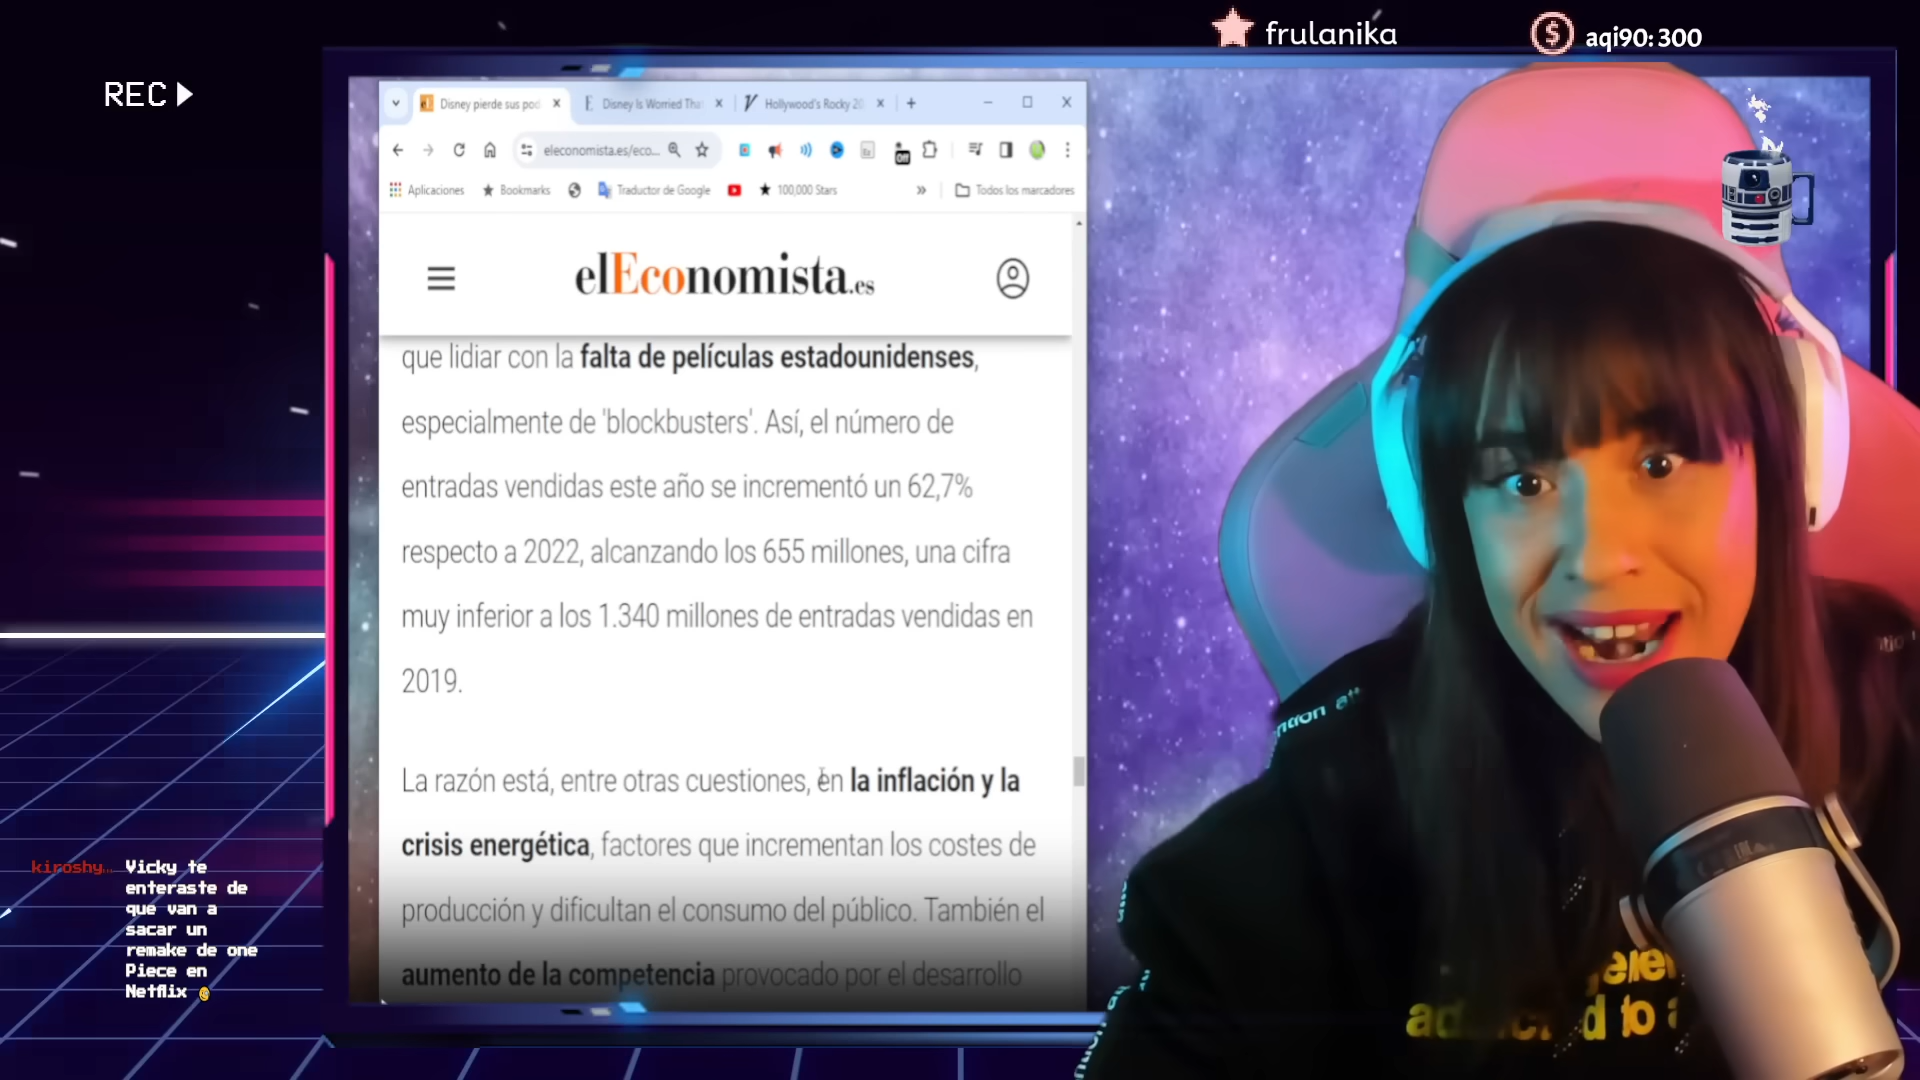 frulanika
aqi90: 300
REC
Disney pierde sus pod
Disney Is Worried Tha
Hollywood's Rocky 20
eleconomista.es/eco...
Off
Aplicaciones
Bookmarks
Traductor de Google
100,000 Stars
»
Todos los marcadores
elEconomista.es
que lidiar con la falta de películas estadounidenses,
especialmente de 'blockbusters'. Así, el número de
entradas vendidas este año se incrementó un 62,7%
respecto a 2022, alcanzando los 655 millones, una cifra
muy inferior a los 1.340 millones de entradas vendidas en
2019.
La razón está, entre otras cuestiones, en la inflación y la
crisis energética, factores que incrementan los costes de
producción y dificultan el consumo del público. También el
aumento de la competencia provocado por el desarrollo
kiroshy... Vicky te
enteraste de
que van a
sacar un
remake de one
Piece en
Netflix
to